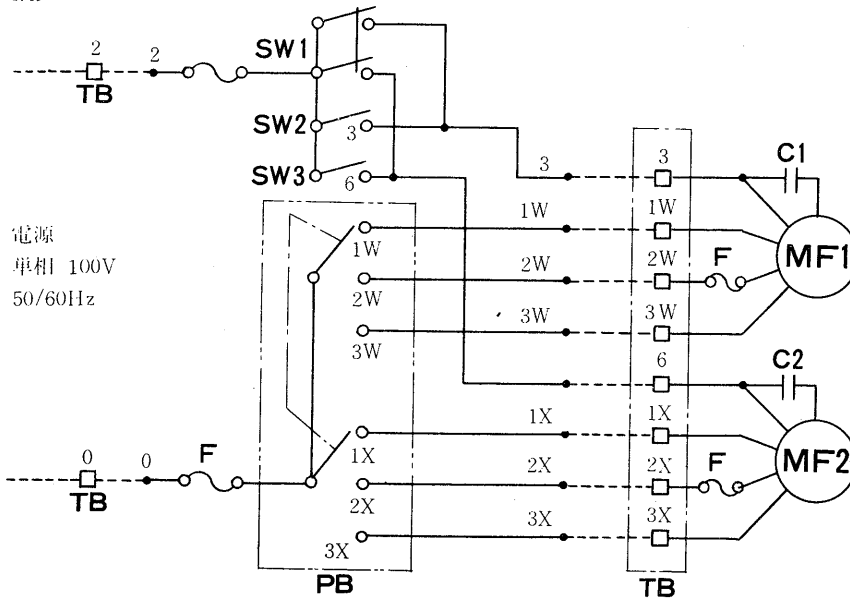 SW1
2
2
TB
SW2
3
SW3
6
3
3
C1
電源
単相 100V
50/60Hz
1W
1W
1W
2W
2W
F
2W
MF1
3W
3W
3W
6
C2
1X
1X
1X
0
0
F
TB
2X
2X
2X
F
MF2
3X
3X
3X
PB
TB